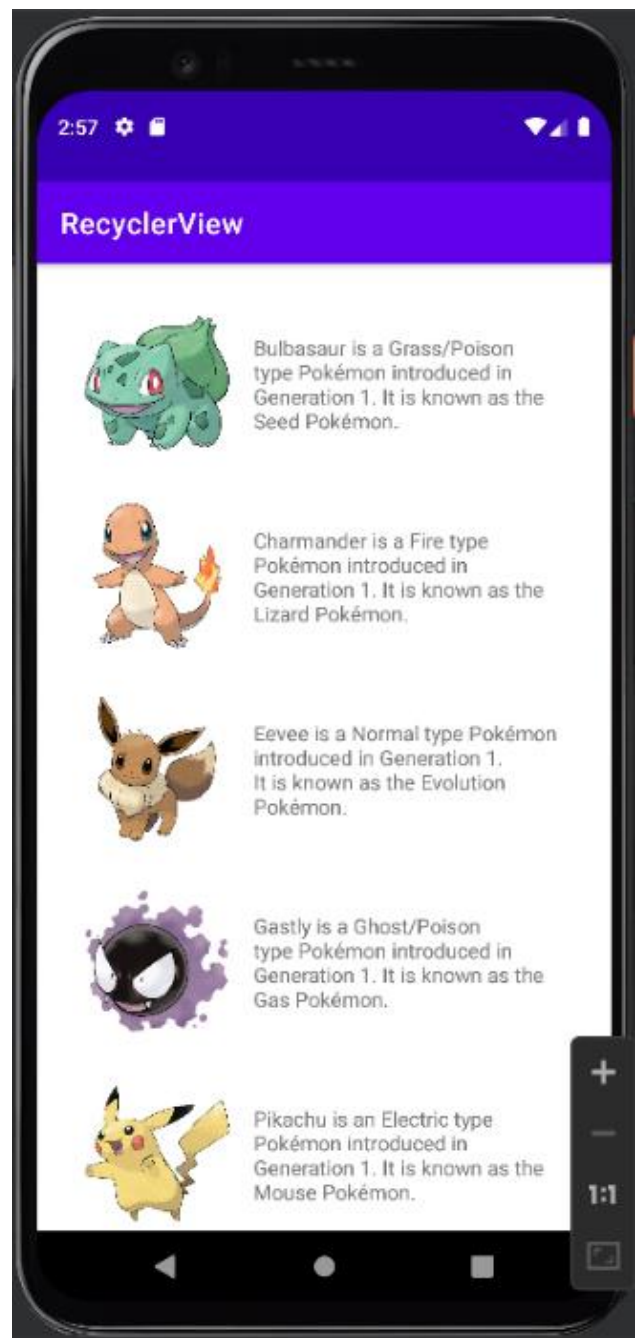 2:57
RecyclerView
Bulbasaur is a Grass/Poison
type Pokémon introduced in
Generation 1. It is known as the
Seed Pokémon.
Charmander is a Fire type
Pokémon introduced in
Generation 1. It is known as the
Lizard Pokémon.
Eevee is a Normal type Pokémon
introduced in Generation 1.
It is known as the Evolution
Pokémon.
Gastly is a Ghost/Poison
type Pokémon introduced in
Generation 1. It is known as the
Gas Pokémon.
Pikachu is an Electric type
Pokémon introduced in
Generation 1. It is known as the
Mouse Pokémon.
1:1